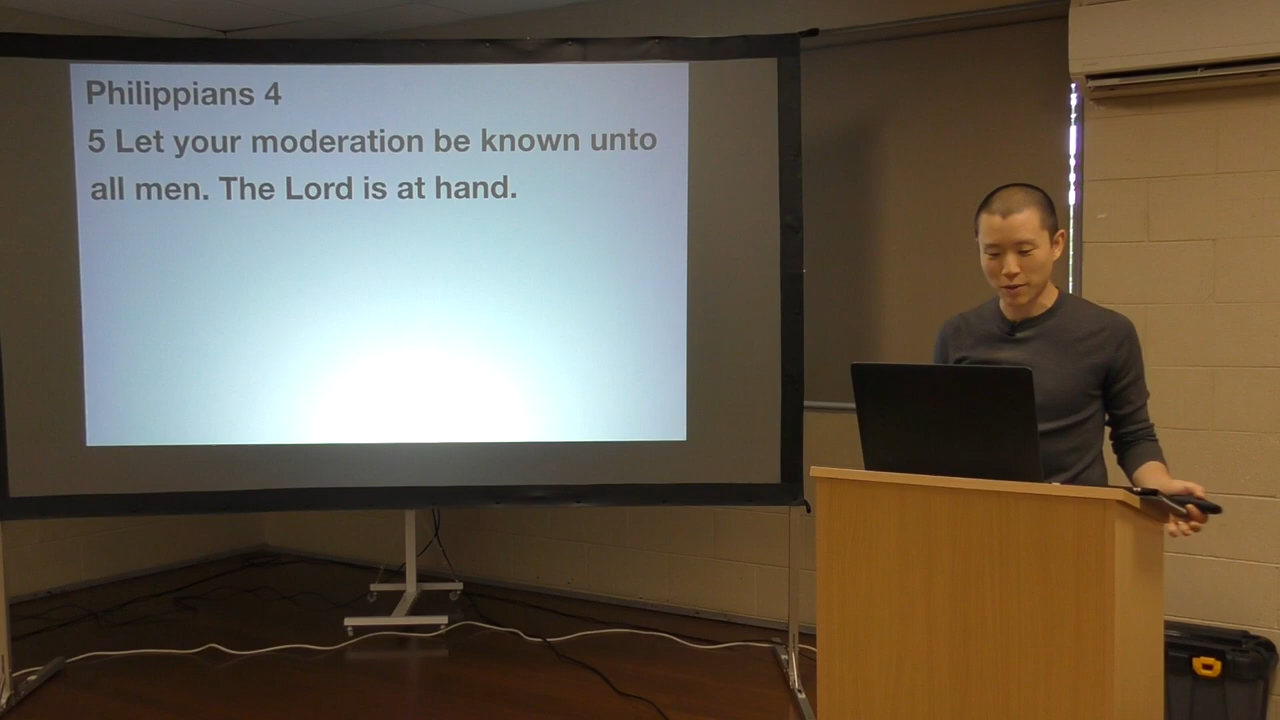 Philippians 4
5 Let your moderation be known unto
all men. The Lord is at hand.